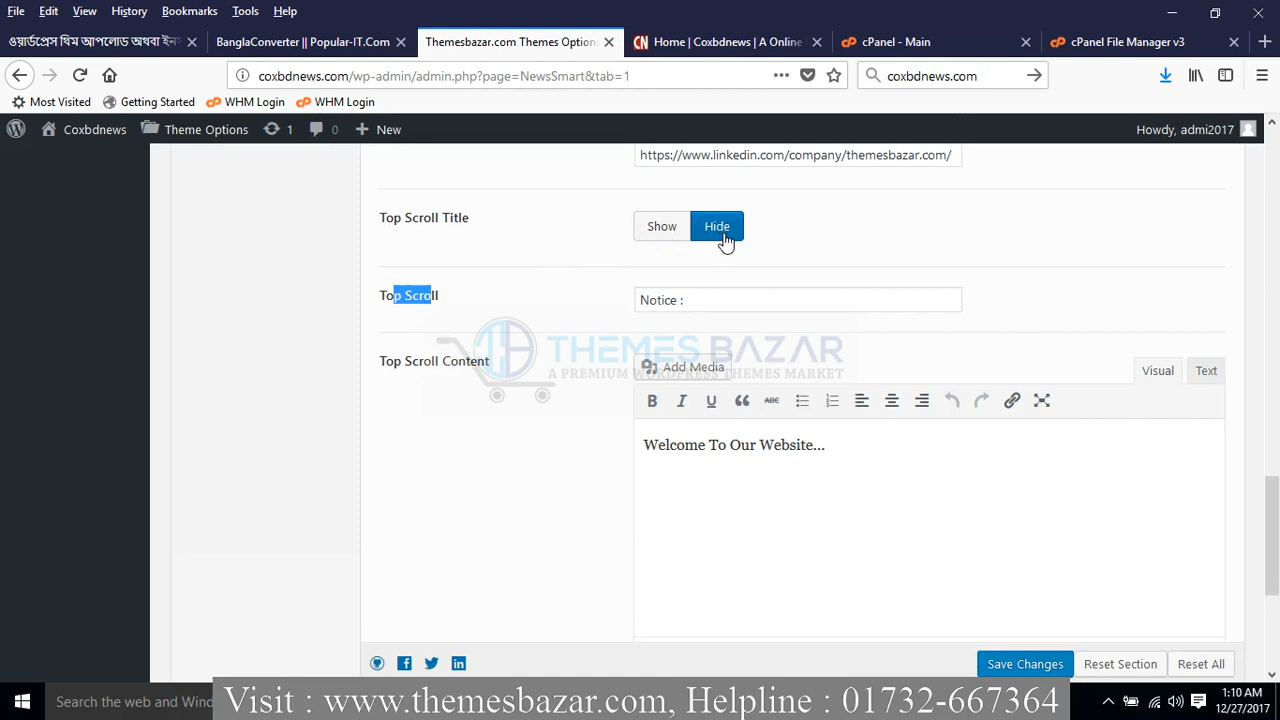 File Edit View History Bookmarks Tools Help
ওয়ার্ডপ্রেস থিম আপলোড অথবা ইনস BanglaConverter || Popular-IT.Com Themesbazar.com Themes Option Home | Coxbdnews | A Online cPanel - Main cPanel File Manager v3
coxbdnews.com/wp-admin/admin.php?page=NewsSmart&tab=1 coxbdnews.com
Most Visited Getting Started WHM Login WHM Login
Coxbdnews Theme Options 1 0 New Howdy, admi2017
https://www.linkedin.com/company/themesbazar.com/
Top Scroll Title Show Hide
Top Scroll Notice :
THEMES BAZAR
A PREMIUM WORDPRESS THEMES MARKET
Top Scroll Content Add Media Visual Text
Welcome To Our Website...
Save Changes Reset Section Reset All
Search the web and Wind
Visit : www.themesbazar.com, Helpline : 01732-667364
1:10 AM
12/27/2017